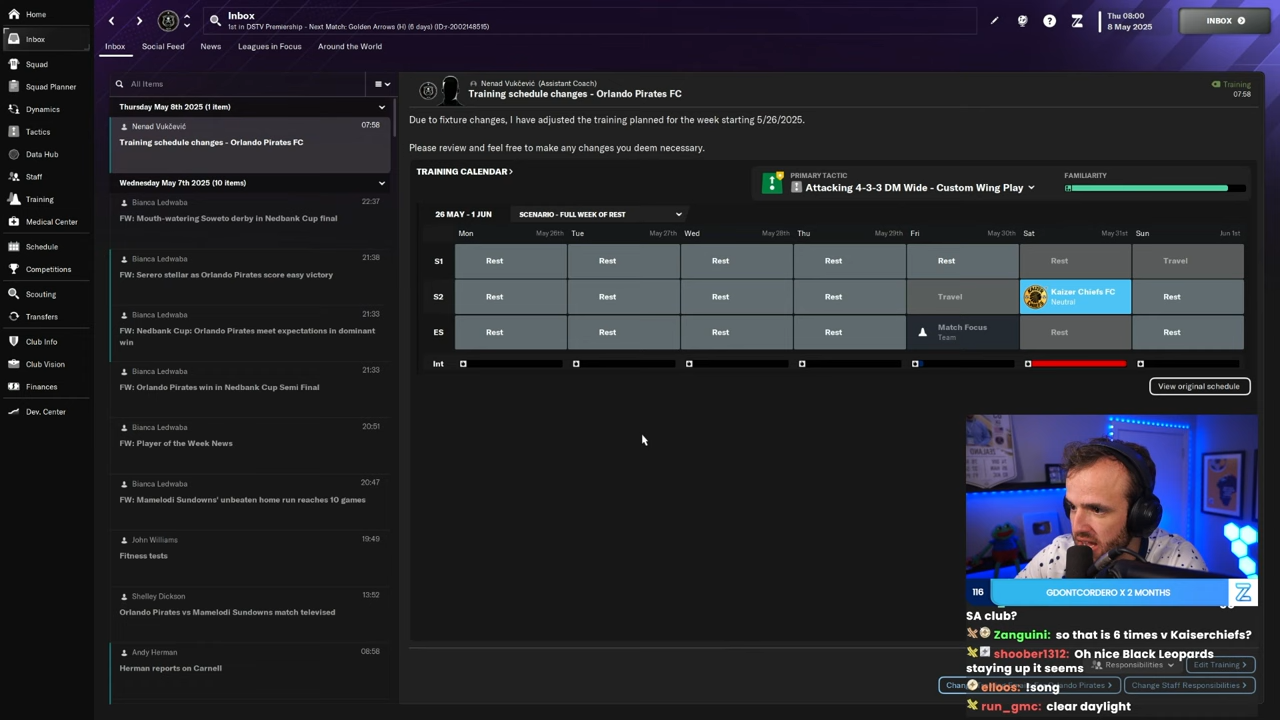 Home
Inbox
Squad
Squad Planner
Dynamics
Tactics
Data Hub
Staff
Training
Medical Center
Schedule
Competitions
Scouting
Transfers
Club Info
Club Vision
Finances
Dev. Center
Inbox
1st in DSTV Premiership - Next Match: Golden Arrows (H) (6 days) (ID:r-2002148515)
Thu 08:00
8 May 2025
INBOX
Inbox
Social Feed
News
Leagues in Focus
Around the World
All Items
Thursday May 8th 2025 (1 item)
Nenad Vukčević
07:58
Training schedule changes - Orlando Pirates FC
Wednesday May 7th 2025 (10 items)
Bianca Ledwaba
22:37
FW: Mouth-watering Soweto derby in Nedbank Cup final
Bianca Ledwaba
21:38
FW: Serero stellar as Orlando Pirates score easy victory
Bianca Ledwaba
21:33
FW: Nedbank Cup: Orlando Pirates meet expectations in dominant
win
Bianca Ledwaba
21:33
FW: Orlando Pirates win in Nedbank Cup Semi Final
Bianca Ledwaba
20:51
FW: Player of the Week News
Bianca Ledwaba
20:47
FW: Mamelodi Sundowns' unbeaten home run reaches 10 games
John Williams
19:49
Fitness tests
Shelley Dickson
13:52
Orlando Pirates vs Mamelodi Sundowns match televised
Andy Herman
08:58
Herman reports on Carnell
Nenad Vukčević (Assistant Coach)
Training schedule changes - Orlando Pirates FC
Training
07:58
Due to fixture changes, I have adjusted the training planned for the week starting 5/26/2025.
Please review and feel free to make any changes you deem necessary.
TRAINING CALENDAR
PRIMARY TACTIC
Attacking 4-3-3 DM Wide - Custom Wing Play
FAMILIARITY
26 MAY - 1 JUN
SCENARIO - FULL WEEK OF REST
Mon May 26th Tue May 27th Wed May 28th Thu May 29th Fri May 30th Sat May 31st Sun Jun 1st
S1 Rest Rest Rest Rest Rest Rest Travel
S2 Rest Rest Rest Rest Travel Kaizer Chiefs FC Rest
Neutral
ES Rest Rest Rest Rest Match Focus Rest Rest
Team
Int
View original schedule
116
GDONTCORDERO X 2 MONTHS
SA club?
Zanguini: so that is 6 times v Kaiserchiefs?
shoober1312: Oh nice Black Leopards
staying up it seems
Responsibilities
Edit Training
elloos: !song
Orlando Pirates
Change Staff Responsibilities
run_gmc: clear daylight